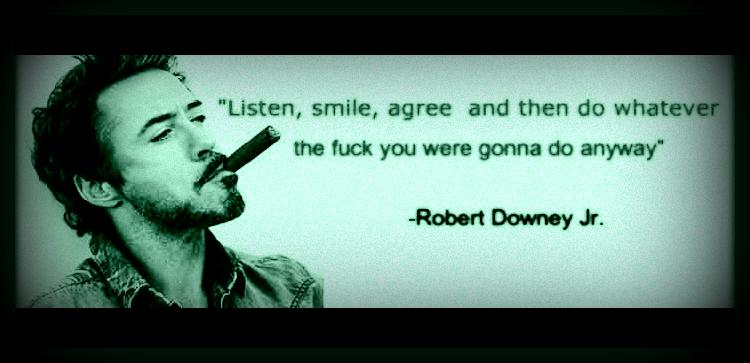 "Listen, smile, agree and then do whatever
the fuck you were gonna do anyway"
-Robert Downey Jr.